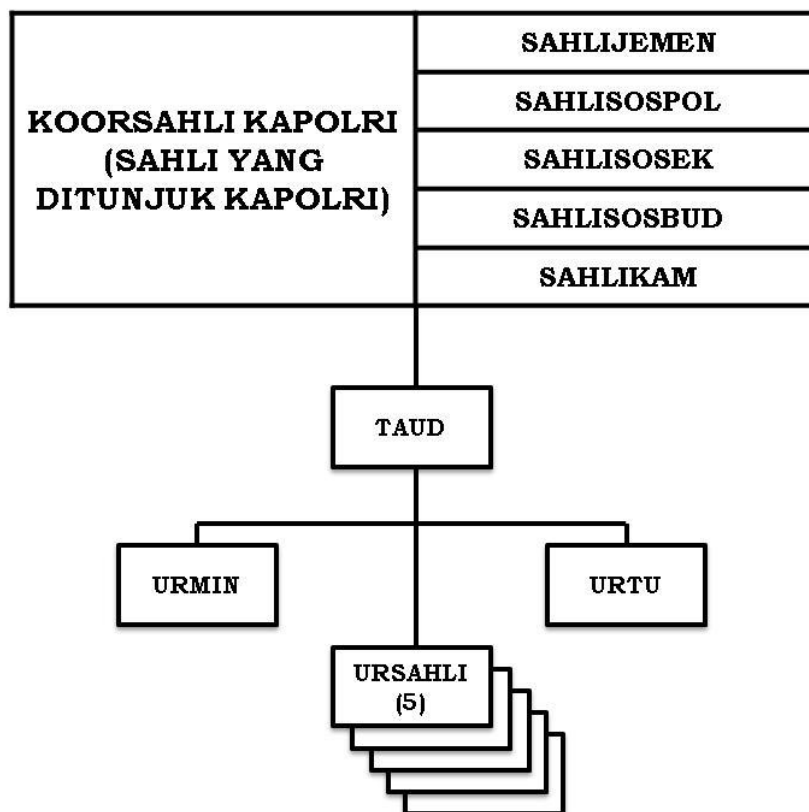 KOORSAHLI KAPOLRI
(SAHLI YANG
DITUNJUK KAPOLRI)
SAHLIJEMEN
SAHLISOSPOL
SAHLISOSEK
SAHLISOSBUD
SAHLIKAM
TAUD
URMIN
URTU
URSAHLI
(5)